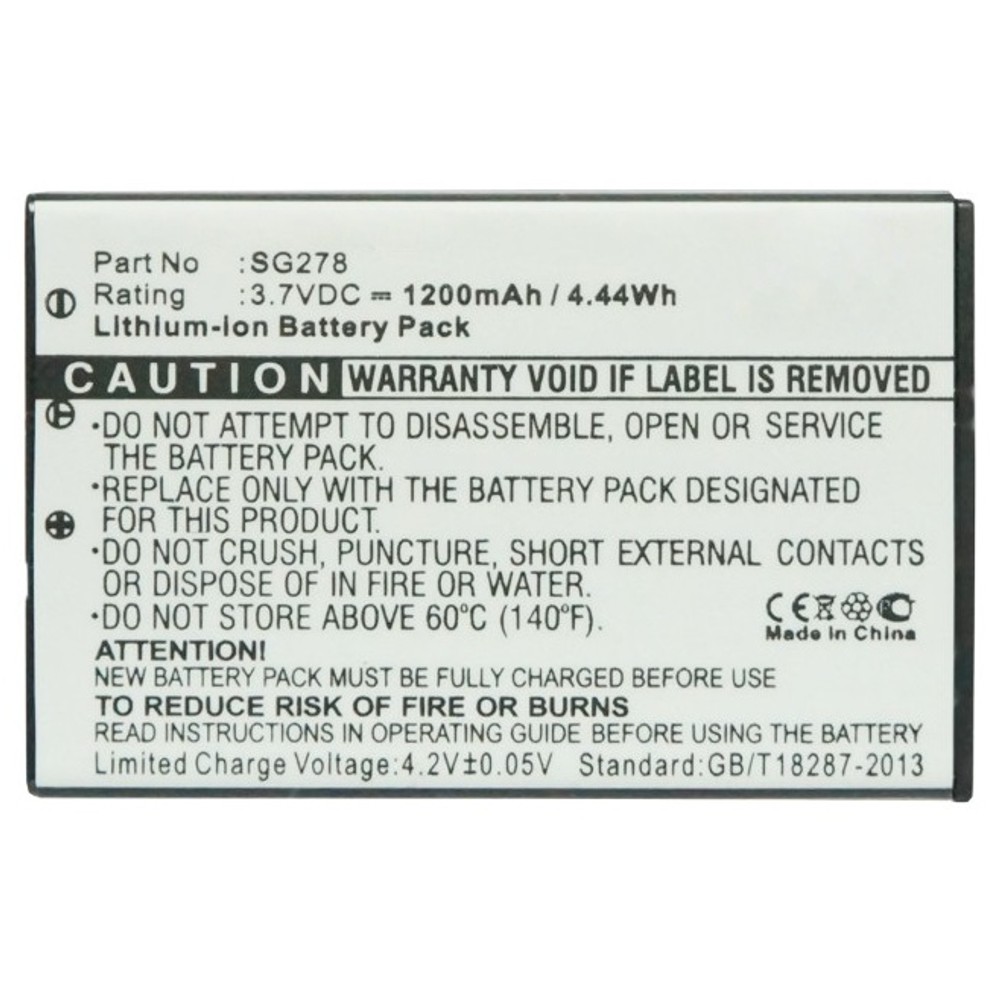 Part No :SG278
Rating :3.7VDC ⎓ 1200mAh / 4.44Wh
Lithium-ion Battery Pack
CAUTION WARRANTY VOID IF LABEL IS REMOVED
•DO NOT ATTEMPT TO DISASSEMBLE, OPEN OR SERVICE
THE BATTERY PACK.
•REPLACE ONLY WITH THE BATTERY PACK DESIGNATED
FOR THIS PRODUCT.
•DO NOT CRUSH, PUNCTURE, SHORT EXTERNAL CONTACTS
OR DISPOSE OF IN FIRE OR WATER.
•DO NOT STORE ABOVE 60°C (140°F).
CE
Made in China
ATTENTION!
NEW BATTERY PACK MUST BE FULLY CHARGED BEFORE USE
TO REDUCE RISK OF FIRE OR BURNS
READ INSTRUCTIONS IN OPERATING GUIDE BEFORE USING THE BATTERY
Limited Charge Voltage:4.2V±0.05V Standard:GB/T18287-2013